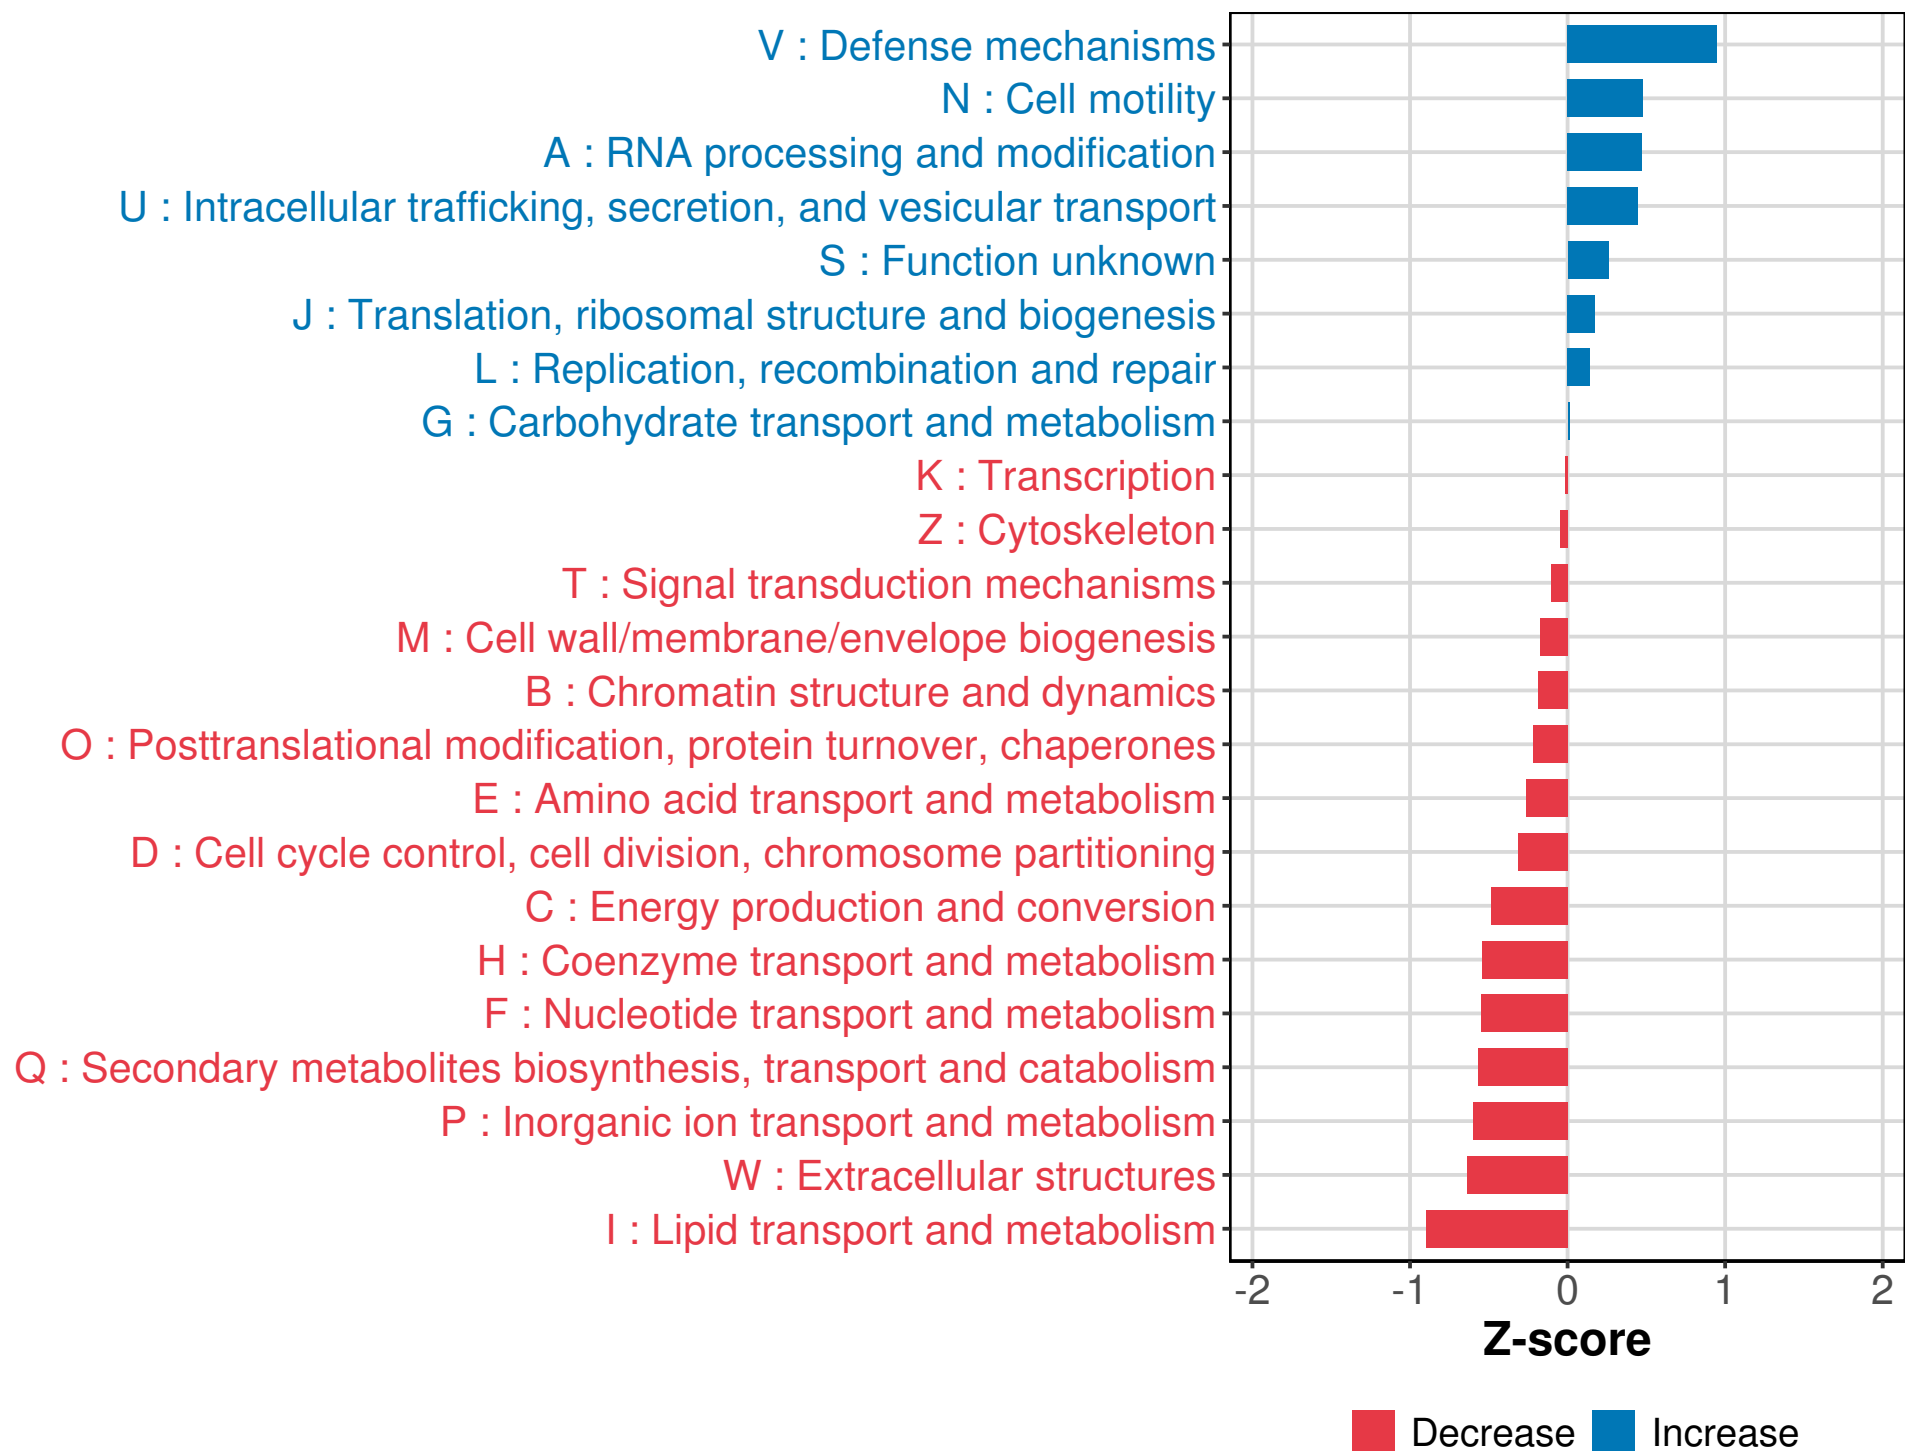 V : Defense mechanisms
N : Cell motility
A : RNA processing and modification
U : Intracellular trafficking, secretion, and vesicular transport
S : Function unknown
J : Translation, ribosomal structure and biogenesis
L : Replication, recombination and repair
G : Carbohydrate transport and metabolism
K : Transcription
Z : Cytoskeleton
T : Signal transduction mechanisms
M : Cell wall/membrane/envelope biogenesis
B : Chromatin structure and dynamics
O : Posttranslational modification, protein turnover, chaperones
E : Amino acid transport and metabolism
D : Cell cycle control, cell division, chromosome partitioning
C : Energy production and conversion
H : Coenzyme transport and metabolism
F : Nucleotide transport and metabolism
Q : Secondary metabolites biosynthesis, transport and catabolism
P : Inorganic ion transport and metabolism
W : Extracellular structures
I : Lipid transport and metabolism
-2 -1 0 1 2
Z-score
Decrease Increase